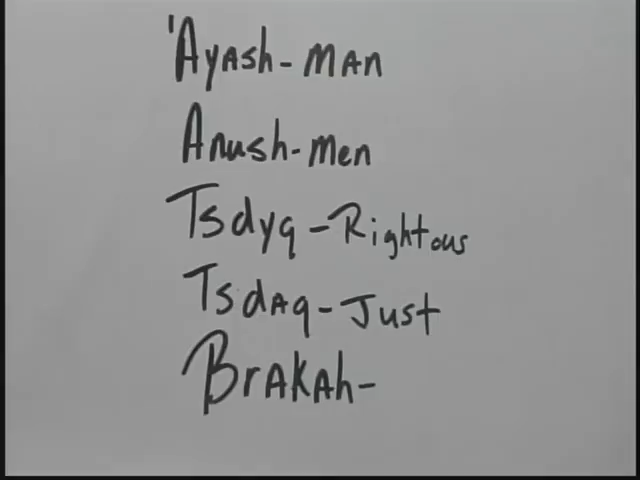 'Ayash - man
Anush - men
Tsdyq - Rightous
Tsdaq - Just
Brakah -